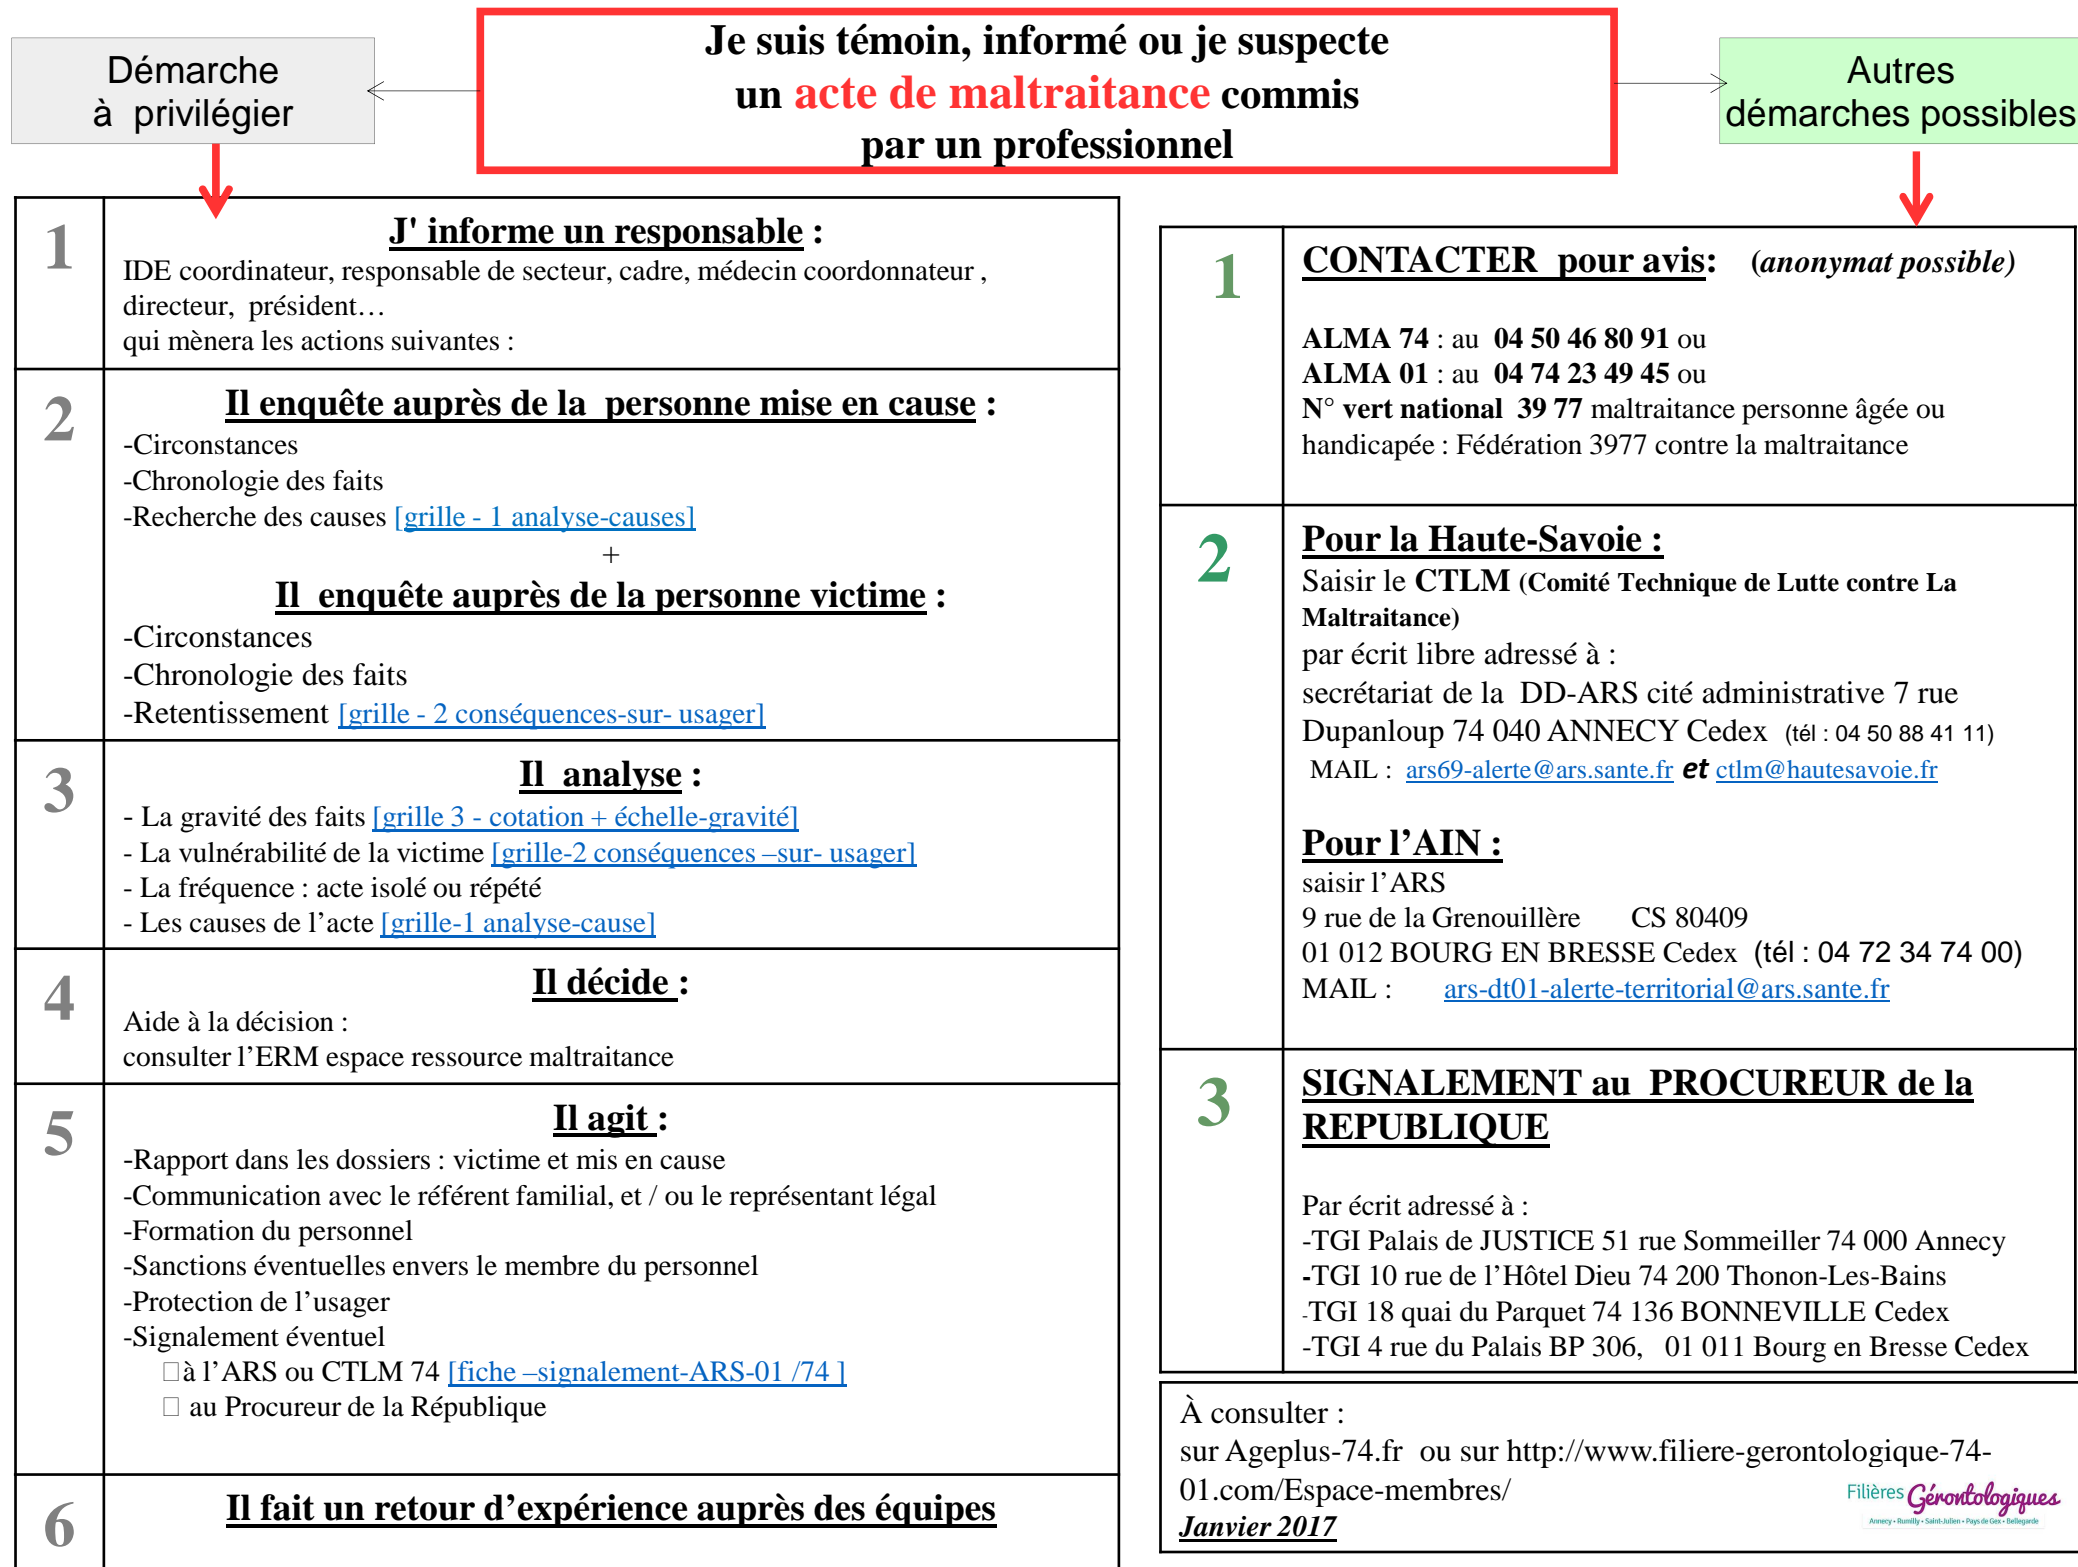 Je suis témoin, informé ou je suspecte
un acte de maltraitance commis
par un professionnel
Démarche
à privilégier
Autres
démarches possibles
1
J' informe un responsable :
IDE coordinateur, responsable de secteur, cadre, médecin coordonnateur ,
directeur, président…
qui mènera les actions suivantes :
2
Il enquête auprès de la personne mise en cause :
-Circonstances
-Chronologie des faits
-Recherche des causes [grille - 1 analyse-causes]
+
Il enquête auprès de la personne victime :
-Circonstances
-Chronologie des faits
-Retentissement [grille - 2 conséquences-sur- usager]
3
Il analyse :
- La gravité des faits [grille 3 - cotation + échelle-gravité]
- La vulnérabilité de la victime [grille-2 conséquences –sur- usager]
- La fréquence : acte isolé ou répété
- Les causes de l’acte [grille-1 analyse-cause]
4
Il décide :
Aide à la décision :
consulter l’ERM espace ressource maltraitance
5
Il agit :
-Rapport dans les dossiers : victime et mis en cause
-Communication avec le référent familial, et / ou le représentant légal
-Formation du personnel
-Sanctions éventuelles envers le membre du personnel
-Protection de l’usager
-Signalement éventuel
□à l’ARS ou CTLM 74 [fiche –signalement-ARS-01 /74 ]
□ au Procureur de la République
6
Il fait un retour d’expérience auprès des équipes
1
CONTACTER pour avis: (anonymat possible)
ALMA 74 : au 04 50 46 80 91 ou
ALMA 01 : au 04 74 23 49 45 ou
N° vert national 39 77 maltraitance personne âgée ou
handicapée : Fédération 3977 contre la maltraitance
2
Pour la Haute-Savoie :
Saisir le CTLM (Comité Technique de Lutte contre La
Maltraitance)
par écrit libre adressé à :
secrétariat de la DD-ARS cité administrative 7 rue
Dupanloup 74 040 ANNECY Cedex (tél : 04 50 88 41 11)
MAIL : ars69-alerte@ars.sante.fr et ctlm@hautesavoie.fr
Pour l’AIN :
saisir l’ARS
9 rue de la Grenouillère CS 80409
01 012 BOURG EN BRESSE Cedex (tél : 04 72 34 74 00)
MAIL : ars-dt01-alerte-territorial@ars.sante.fr
3
SIGNALEMENT au PROCUREUR de la
REPUBLIQUE
Par écrit adressé à :
-TGI Palais de JUSTICE 51 rue Sommeiller 74 000 Annecy
-TGI 10 rue de l’Hôtel Dieu 74 200 Thonon-Les-Bains
-TGI 18 quai du Parquet 74 136 BONNEVILLE Cedex
-TGI 4 rue du Palais BP 306, 01 011 Bourg en Bresse Cedex
À consulter :
sur Ageplus-74.fr ou sur http://www.filiere-gerontologique-74-
01.com/Espace-membres/
Janvier 2017
Filières Gérontologiques
Annecy • Rumilly • Saint-Julien • Pays de Gex • Bellegarde